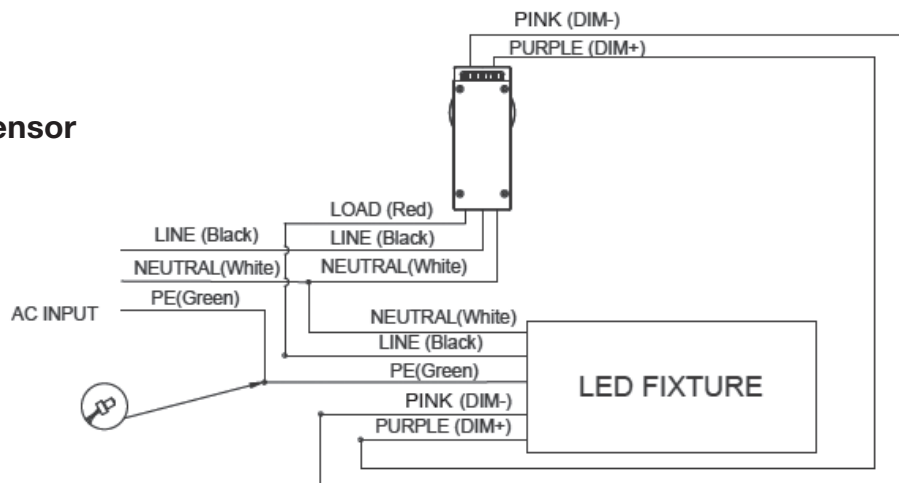 PINK (DIM-)
PURPLE (DIM+)
ensor
LOAD (Red)
LINE (Black)
LINE (Black)
NEUTRAL(White)
NEUTRAL(White)
PE(Green)
AC INPUT
NEUTRAL(White)
LINE (Black)
PE(Green)
LED FIXTURE
PINK (DIM-)
PURPLE (DIM+)